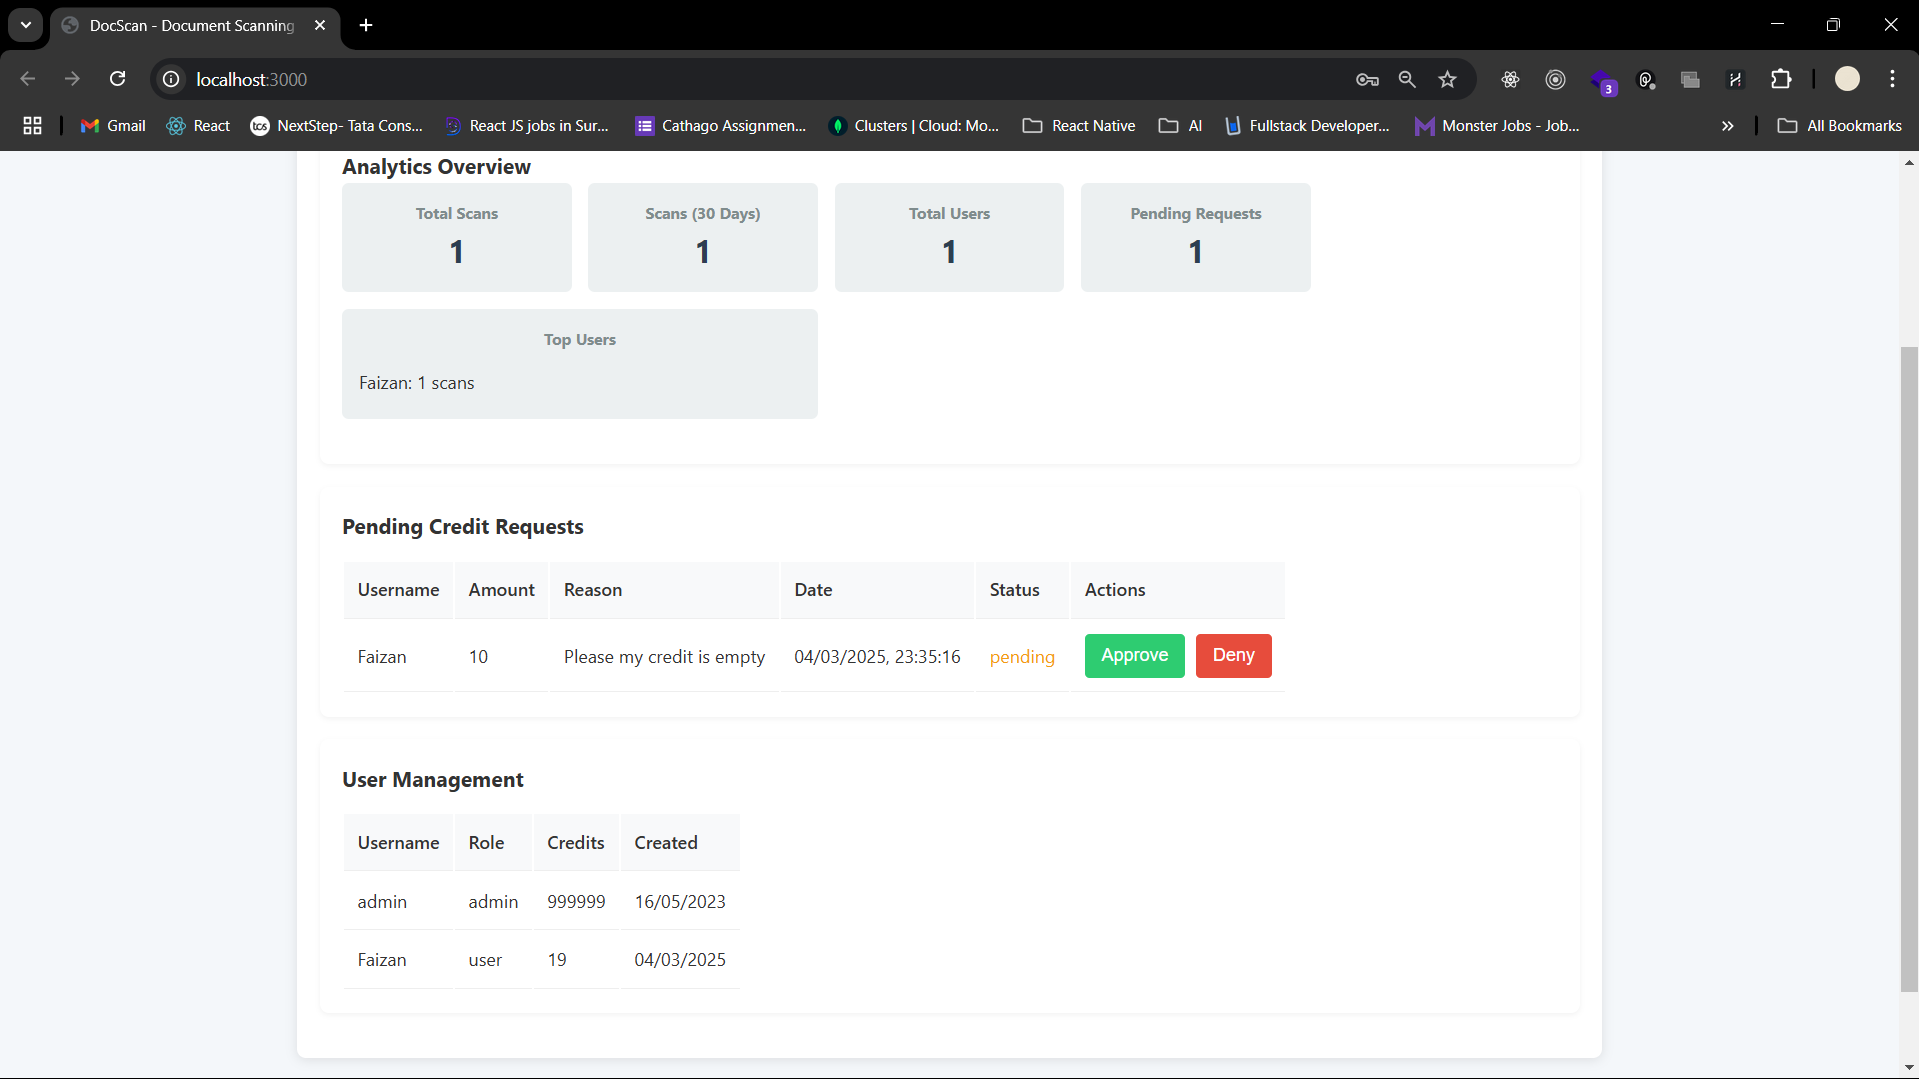 DocScan - Document Scanning
localhost:3000
3
Gmail
React
tcs NextStep- Tata Cons...
React JS jobs in Sur...
Cathago Assignmen...
Clusters | Cloud: Mo...
React Native
AI
Fullstack Developer...
Monster Jobs - Job...
All Bookmarks
Analytics Overview
Total Scans
1
Scans (30 Days)
1
Total Users
1
Pending Requests
1
Top Users
Faizan: 1 scans
Pending Credit Requests
Username Amount Reason Date Status Actions
Faizan 10 Please my credit is empty 04/03/2025, 23:35:16 pending Approve Deny
User Management
Username Role Credits Created
admin admin 999999 16/05/2023
Faizan user 19 04/03/2025